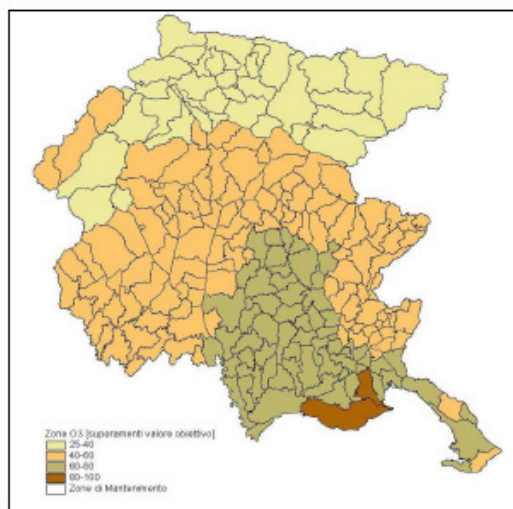 Zone O3 [superamenti valore obiettivo]
25-40
40-60
60-80
80-100
Zone di Mantenimento